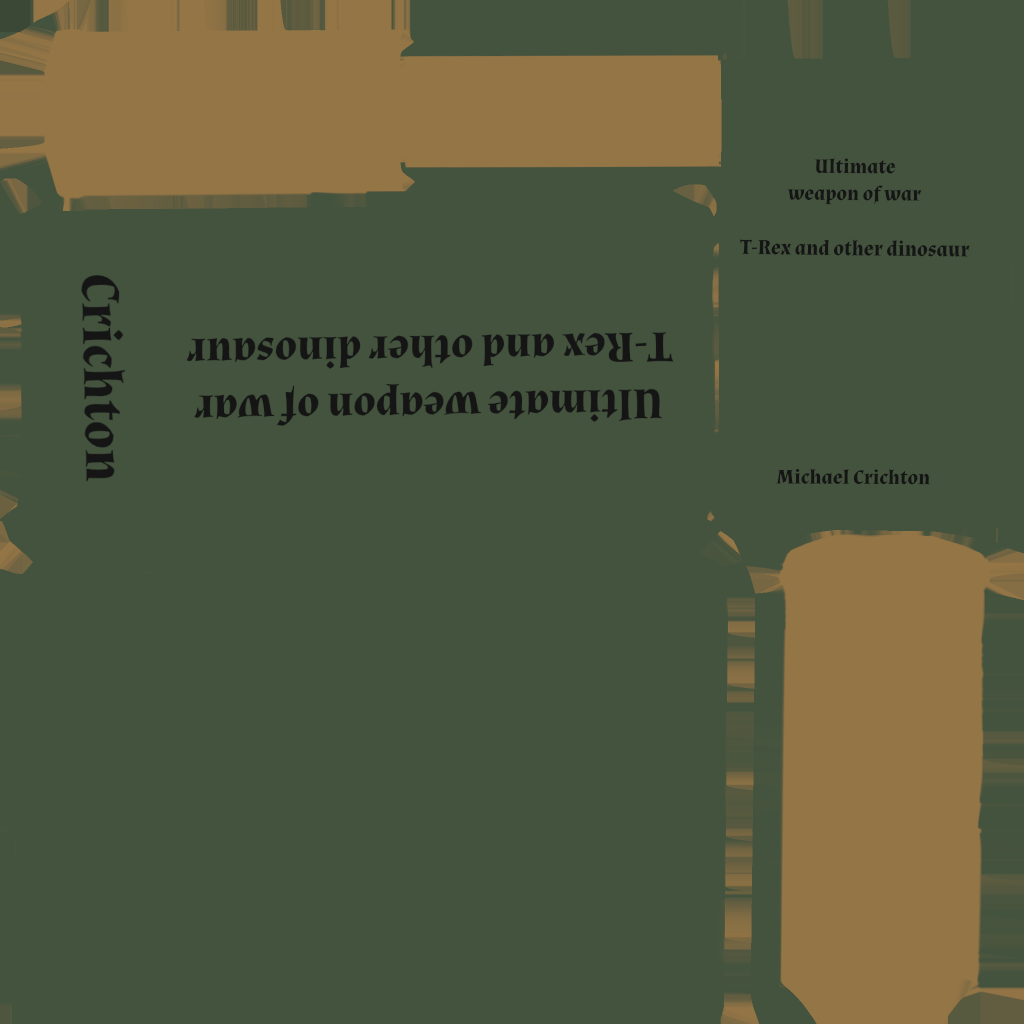 Ultimate
weapon of war
T-Rex and other dinosaur
Michael Crichton
Crichton
Ultimate weapon of war
T-Rex and other dinosaur